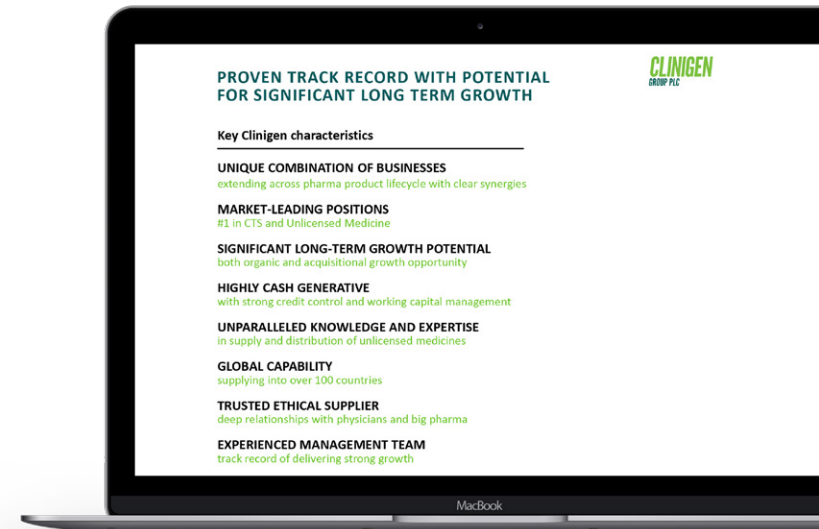 PROVEN TRACK RECORD WITH POTENTIAL
FOR SIGNIFICANT LONG TERM GROWTH
CLINIGEN
GROUP PLC
Key Clinigen characteristics
UNIQUE COMBINATION OF BUSINESSES
extending across pharma product lifecycle with clear synergies
MARKET-LEADING POSITIONS
#1 in CTS and Unlicensed Medicine
SIGNIFICANT LONG-TERM GROWTH POTENTIAL
both organic and acquisitional growth opportunity
HIGHLY CASH GENERATIVE
with strong credit control and working capital management
UNPARALLELED KNOWLEDGE AND EXPERTISE
in supply and distribution of unlicensed medicines
GLOBAL CAPABILITY
supplying into over 100 countries
TRUSTED ETHICAL SUPPLIER
deep relationships with physicians and big pharma
EXPERIENCED MANAGEMENT TEAM
track record of delivering strong growth
MacBook